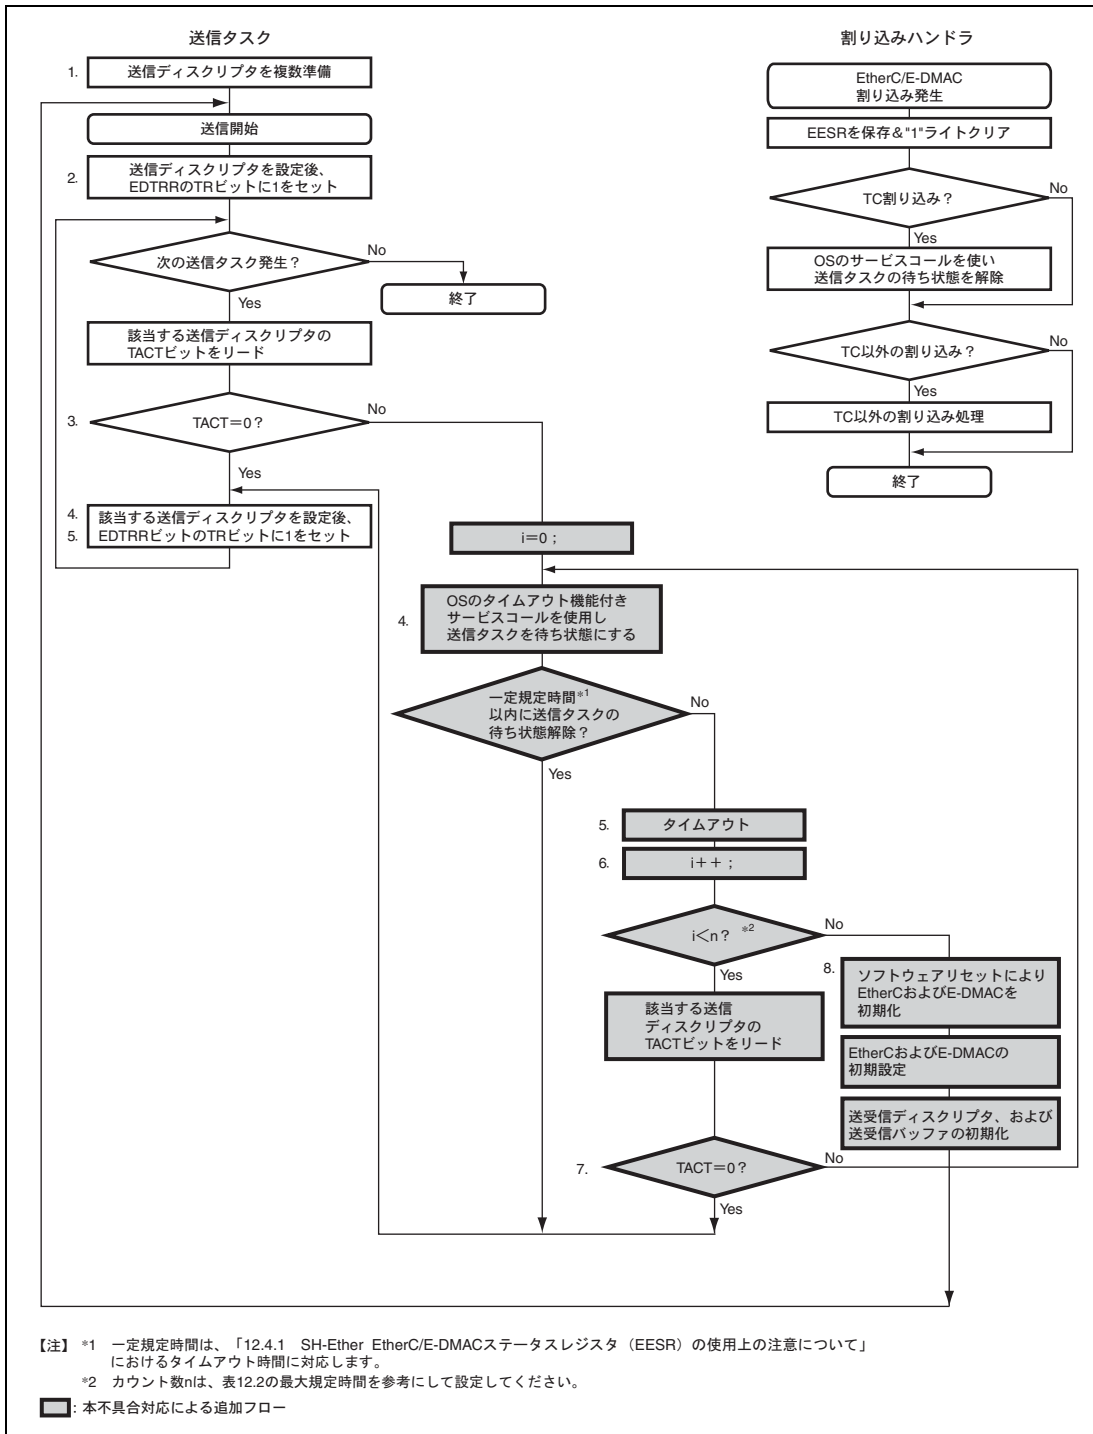 送信タスク
1.
送信ディスクリプタを複数準備
送信開始
2.
送信ディスクリプタを設定後、
EDTRRのTRビットに1をセット
次の送信タスク発生？
No
終了
Yes
該当する送信ディスクリプタの
TACTビットをリード
3.
TACT＝0？
No
Yes
4.
5.
該当する送信ディスクリプタを設定後、
EDTRRビットのTRビットに1をセット
割り込みハンドラ
EtherC/E-DMAC
割り込み発生
EESRを保存＆"1"ライトクリア
TC割り込み？
No
Yes
OSのサービスコールを使い
送信タスクの待ち状態を解除
TC以外の割り込み？
No
Yes
TC以外の割り込み処理
終了
i＝0；
4.
OSのタイムアウト機能付き
サービスコールを使用し
送信タスクを待ち状態にする
一定規定時間*1
以内に送信タスクの
待ち状態解除？
No
Yes
5.
タイムアウト
6.
i＋＋；
i＜n？ *2
No
Yes
該当する送信
ディスクリプタの
TACTビットをリード
8.
ソフトウェアリセットにより
EtherCおよびE-DMACを
初期化
EtherCおよびE-DMACの
初期設定
送受信ディスクリプタ、および
送受信バッファの初期化
7.
TACT＝0？
No
Yes
【注】 *1 一定規定時間は、「12.4.1 SH-Ether EtherC/E-DMACステータスレジスタ（EESR）の使用上の注意について」
におけるタイムアウト時間に対応します。
*2 カウント数nは、表12.2の最大規定時間を参考にして設定してください。
：本不具合対応による追加フロー